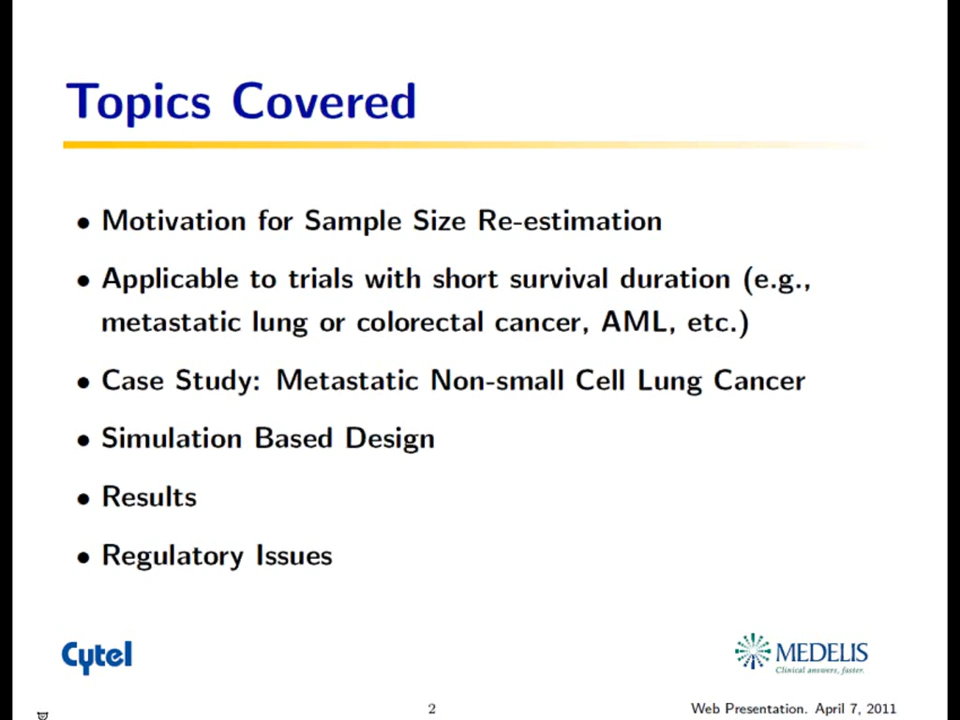 Topics Covered
• Motivation for Sample Size Re-estimation
• Applicable to trials with short survival duration (e.g.,
metastatic lung or colorectal cancer, AML, etc.)
• Case Study: Metastatic Non-small Cell Lung Cancer
• Simulation Based Design
• Results
• Regulatory Issues
Cytel
MEDELIS
Clinical answers, faster.
2
Web Presentation. April 7, 2011